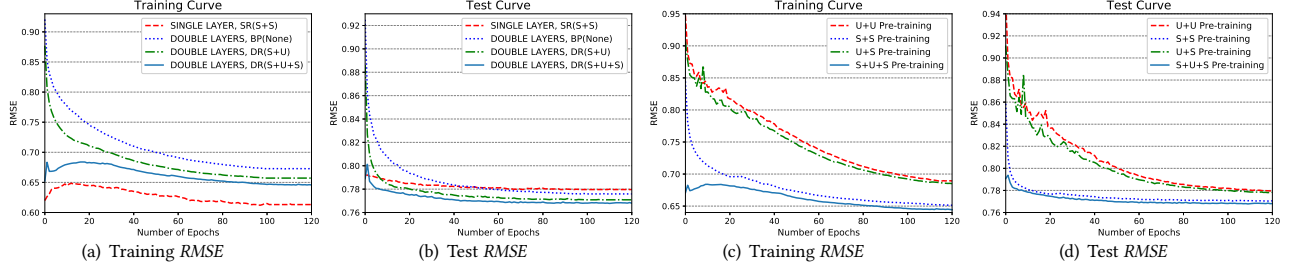 Training Curve
RMSE
0.90
0.85
0.80
0.75
0.70
0.65
0.60
SINGLE LAYER, SR(S+S)
DOUBLE LAYERS, BP(None)
DOUBLE LAYERS, DR(S+U)
DOUBLE LAYERS, DR(S+U+S)
0 20 40 60 80 100 120
Number of Epochs
(a) Training RMSE
Test Curve
RMSE
0.92
0.90
0.88
0.86
0.84
0.82
0.80
0.78
0.76
SINGLE LAYER, SR(S+S)
DOUBLE LAYERS, BP(None)
DOUBLE LAYERS, DR(S+U)
DOUBLE LAYERS, DR(S+U+S)
0 20 40 60 80 100 120
Number of Epochs
(b) Test RMSE
Training Curve
RMSE
0.95
0.90
0.85
0.80
0.75
0.70
0.65
U+U Pre-training
S+S Pre-training
U+S Pre-training
S+U+S Pre-training
0 20 40 60 80 100 120
Number of Epochs
(c) Training RMSE
Test Curve
RMSE
0.94
0.92
0.90
0.88
0.86
0.84
0.82
0.80
0.78
0.76
U+U Pre-training
S+S Pre-training
U+S Pre-training
S+U+S Pre-training
0 20 40 60 80 100 120
Number of Epochs
(d) Test RMSE